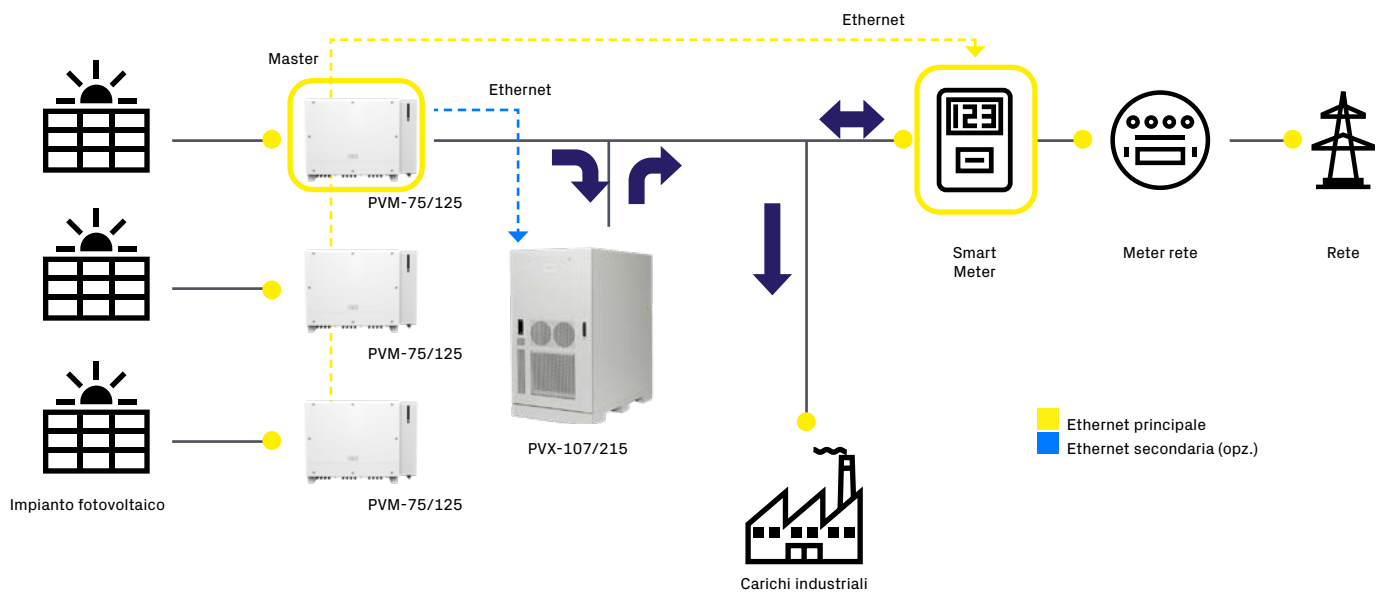 Ethernet
Master
Ethernet
123
PVM-75/125
Smart
Meter
Meter rete
Rete
PVM-75/125
Ethernet principale
PVX-107/215
Ethernet secondaria (opz.)
Impianto fotovoltaico
PVM-75/125
Carichi industriali